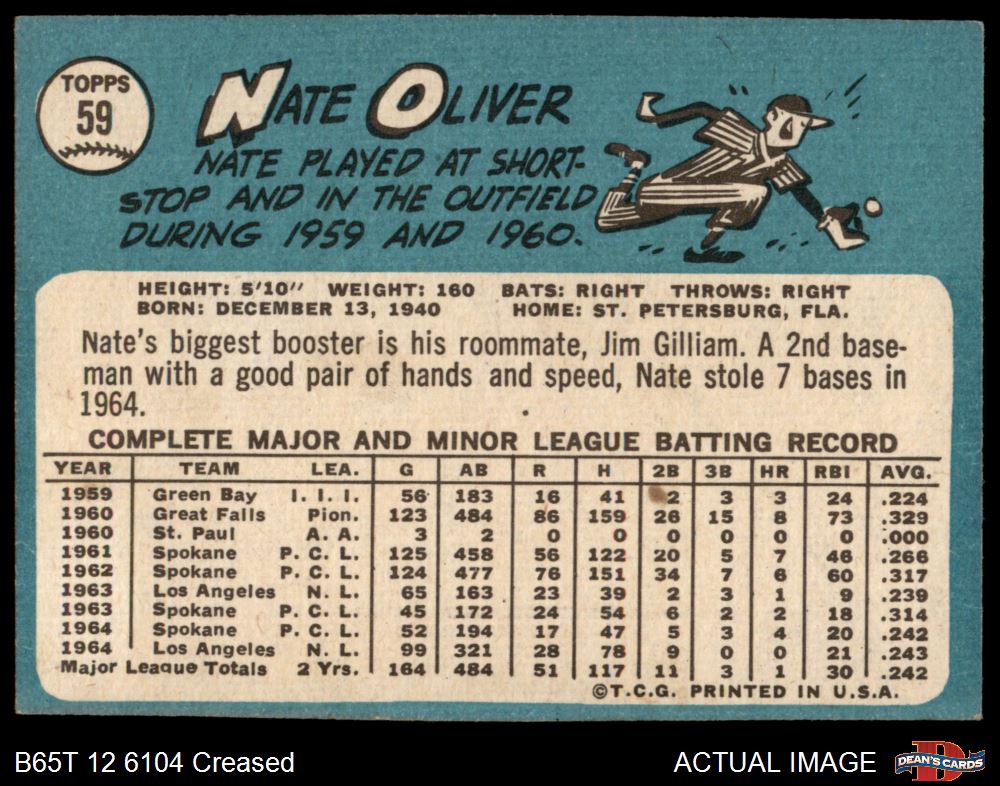 TOPPS
59
NATE OLIVER
NATE PLAYED AT SHORT-
STOP AND IN THE OUTFIELD
DURING 1959 AND 1960.
HEIGHT: 5'10" WEIGHT: 160 BATS: RIGHT THROWS: RIGHT
BORN: DECEMBER 13, 1940 HOME: ST. PETERSBURG, FLA.
Nate's biggest booster is his roommate, Jim Gilliam. A 2nd base-
man with a good pair of hands and speed, Nate stole 7 bases in
1964.
COMPLETE MAJOR AND MINOR LEAGUE BATTING RECORD
YEAR TEAM LEA. G AB R H 2B 3B HR RBI AVG.
1959 Green Bay I. I. I. 56 183 16 41 2 3 3 24 .224
1960 Great Falls Pion. 123 484 86 159 26 15 8 73 .329
1960 St. Paul A. A. 3 2 0 0 0 0 0 0 .000
1961 Spokane P. C. L. 125 458 56 122 20 5 7 46 .266
1962 Spokane P. C. L. 124 477 76 151 34 7 6 60 .317
1963 Los Angeles N. L. 65 163 23 39 2 3 1 9 .239
1963 Spokane P. C. L. 45 172 24 54 6 2 2 18 .314
1964 Spokane P. C. L. 52 194 17 47 5 3 4 20 .242
1964 Los Angeles N. L. 99 321 28 78 9 0 0 21 .243
Major League Totals 2 Yrs. 164 484 51 117 11 3 1 30 .242
©T.C.G. PRINTED IN U.S.A.
B65T 12 6104 Creased
ACTUAL IMAGE
D
DEAN'S CARDS